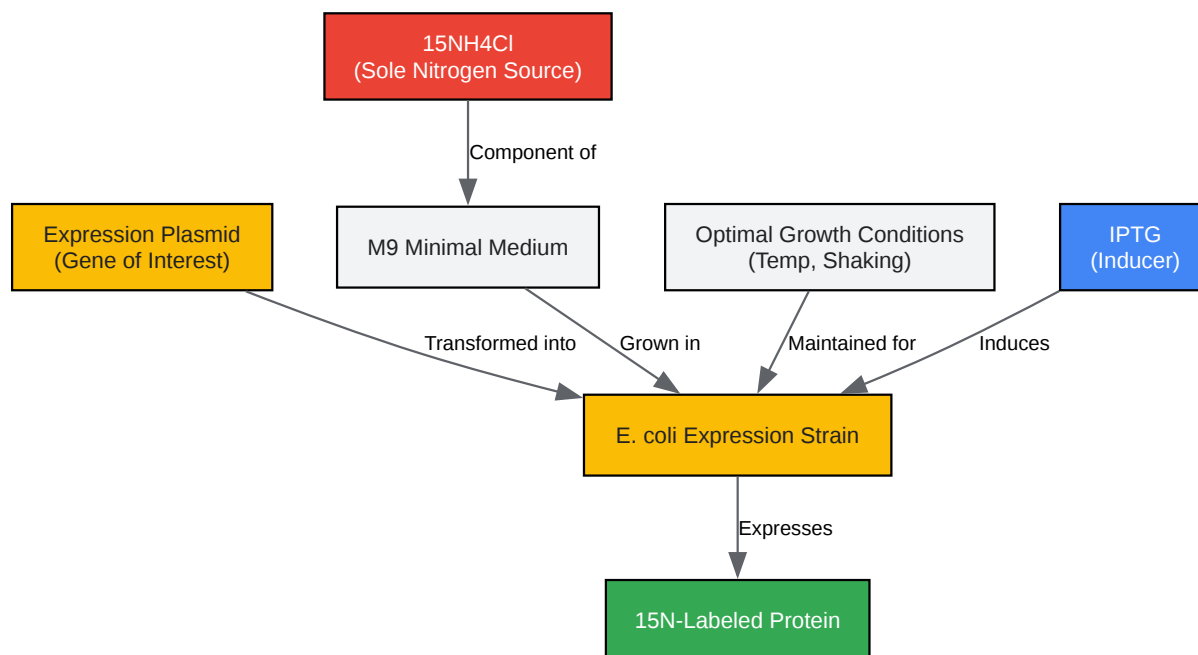 15NH4Cl
(Sole Nitrogen Source)
Component of
Expression Plasmid
(Gene of Interest)
M9 Minimal Medium
Optimal Growth Conditions
(Temp, Shaking)
IPTG
(Inducer)
Transformed into
Grown in
Maintained for
Induces
E. coli Expression Strain
Expresses
15N-Labeled Protein